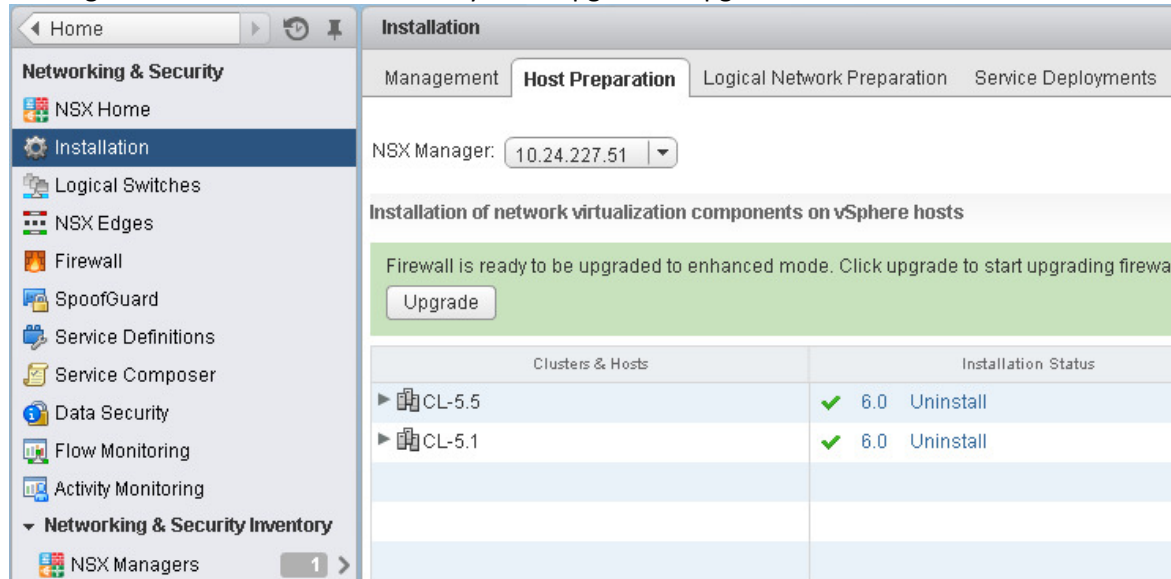 Home
Installation
Networking & Security
Management Host Preparation Logical Network Preparation Service Deployments
NSX Home
Installation
NSX Manager: 10.24.227.51
Logical Switches
Installation of network virtualization components on vSphere hosts
NSX Edges
Firewall
Firewall is ready to be upgraded to enhanced mode. Click upgrade to start upgrading firewa
SpoofGuard
Upgrade
Service Definitions
Clusters & Hosts Installation Status
Service Composer
CL-5.5 6.0 Uninstall
Data Security
CL-5.1 6.0 Uninstall
Flow Monitoring
Activity Monitoring
Networking & Security Inventory
NSX Managers 1